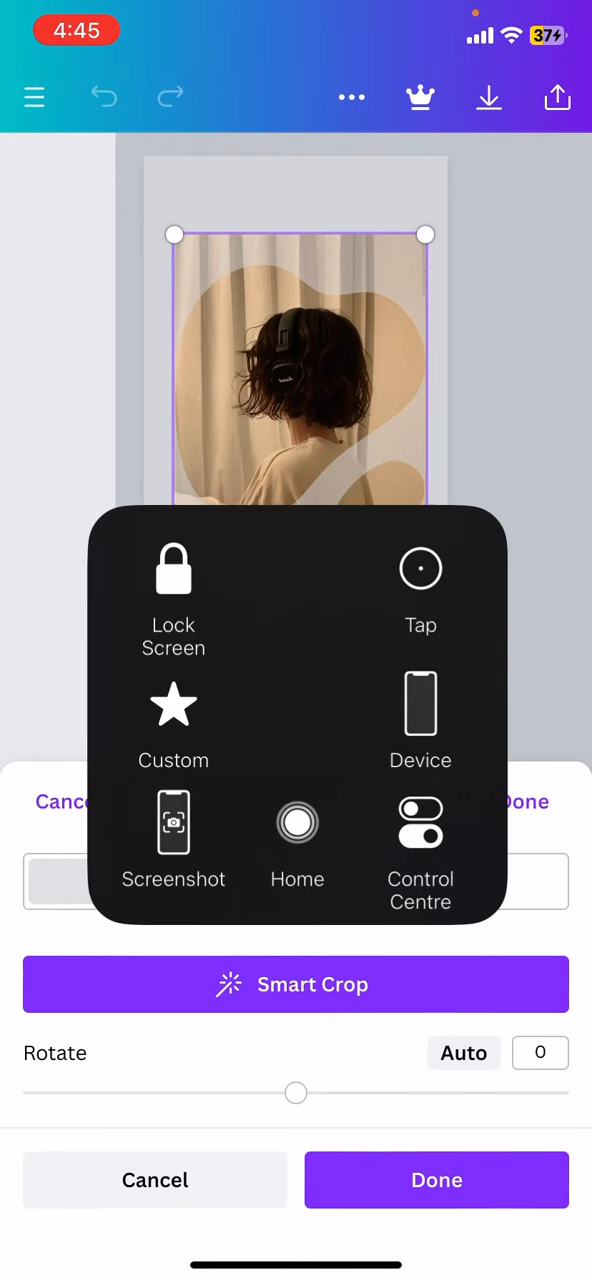 4:45
37
Lock
Screen
Tap
Custom
Device
Canc
Done
Screenshot
Home
Control
Centre
Smart Crop
Rotate
Auto
0
Cancel
Done